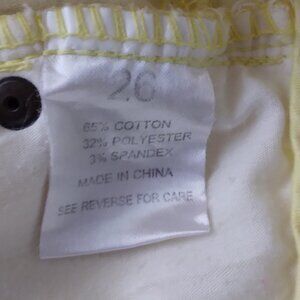 26
65% COTTON
32% POLYESTER
3% SPANDEX
MADE IN CHINA
SEE REVERSE FOR CARE